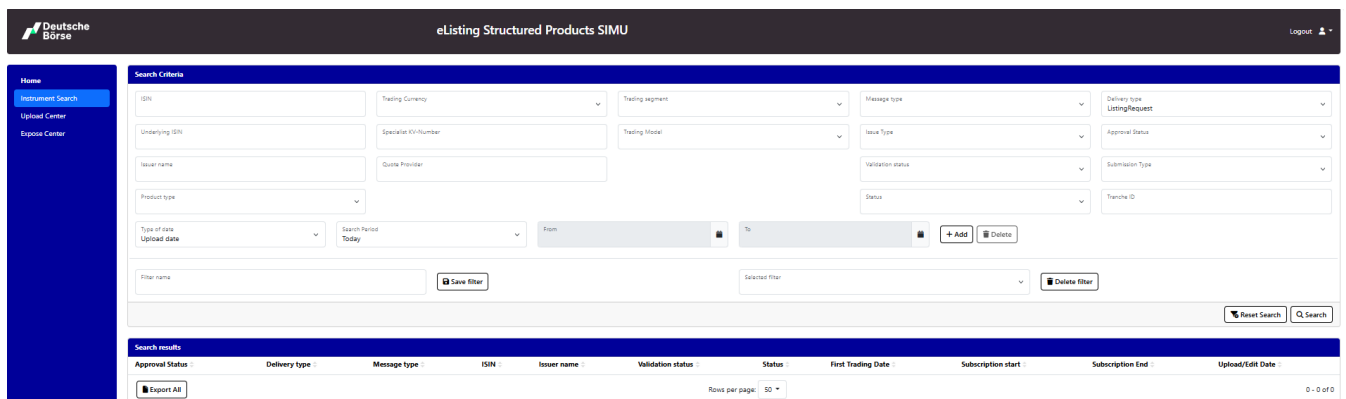 Deutsche
Börse
eListing Structured Products SIMU
Logout
Home
Instrument Search
Upload Center
Expose Center
Search Criteria
ISIN
Trading Currency
Trading segment
Message type
Delivery type
ListingRequest
Underlying ISIN
Specialist KV-Number
Trading Model
Issue Type
Approval Status
Issuer name
Quote Provider
Validation status
Submission Type
Product type
Status
Tranche ID
Type of date
Upload date
Search Period
Today
From
To
+ Add
Delete
Filter name
Save filter
Selected filter
Delete filter
Reset Search
Search
Search results
Approval Status Delivery type Message type ISIN Issuer name Validation status Status First Trading Date Subscription start Subscription End Upload/Edit Date
Export All
Rows per page: 50
0 - 0 of 0